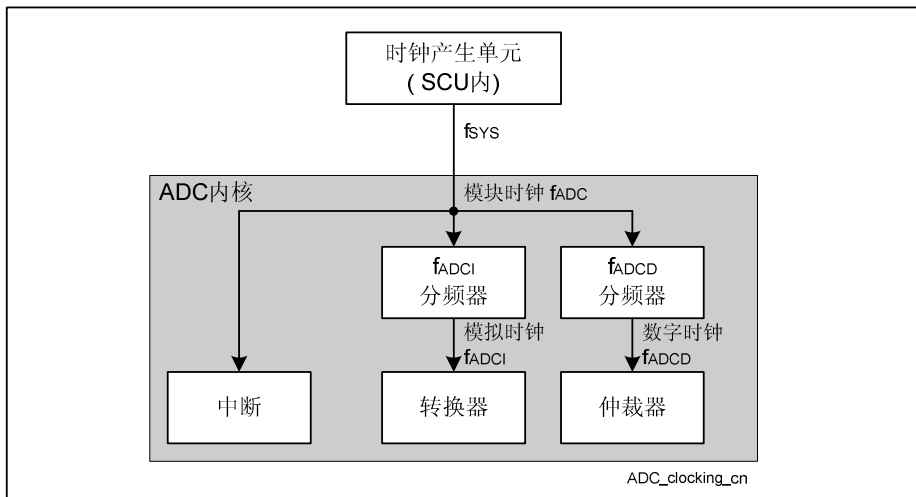 时钟产生单元
( SCU内)
fSYS
ADC内核
模块时钟 fADC
fADCI
分频器
fADCD
分频器
模拟时钟
fADCI
数字时钟
fADCD
中断
转换器
仲裁器
ADC_clocking_cn